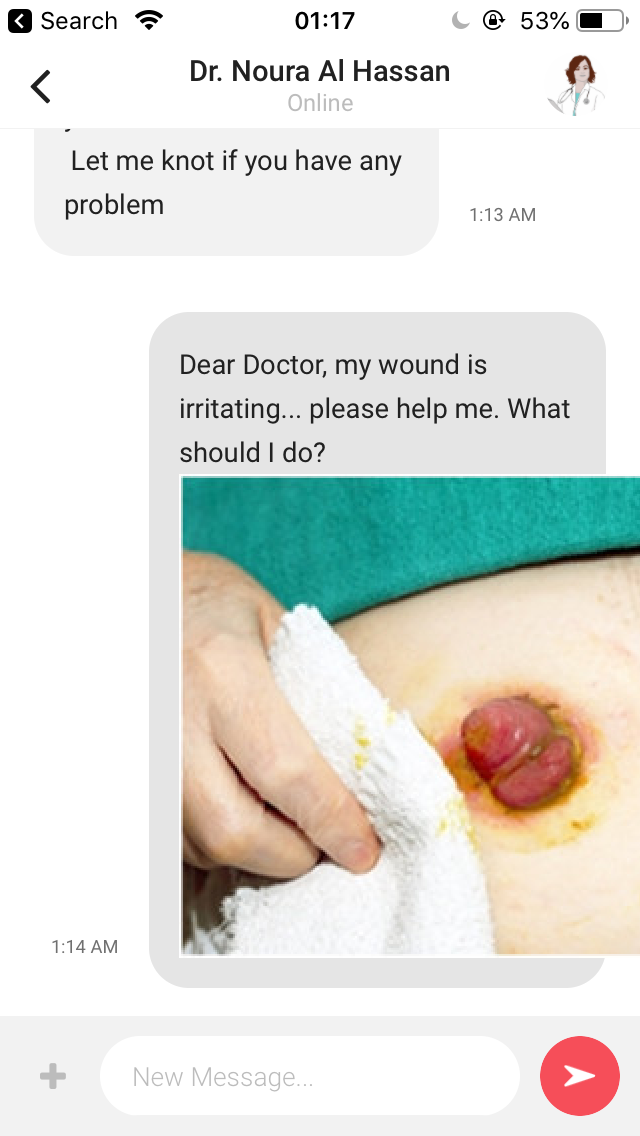 Search 01:17 53%
Dr. Noura Al Hassan
Online
Let me knot if you have any
problem
1:13 AM
Dear Doctor, my wound is
irritating... please help me. What
should I do?
1:14 AM
New Message...